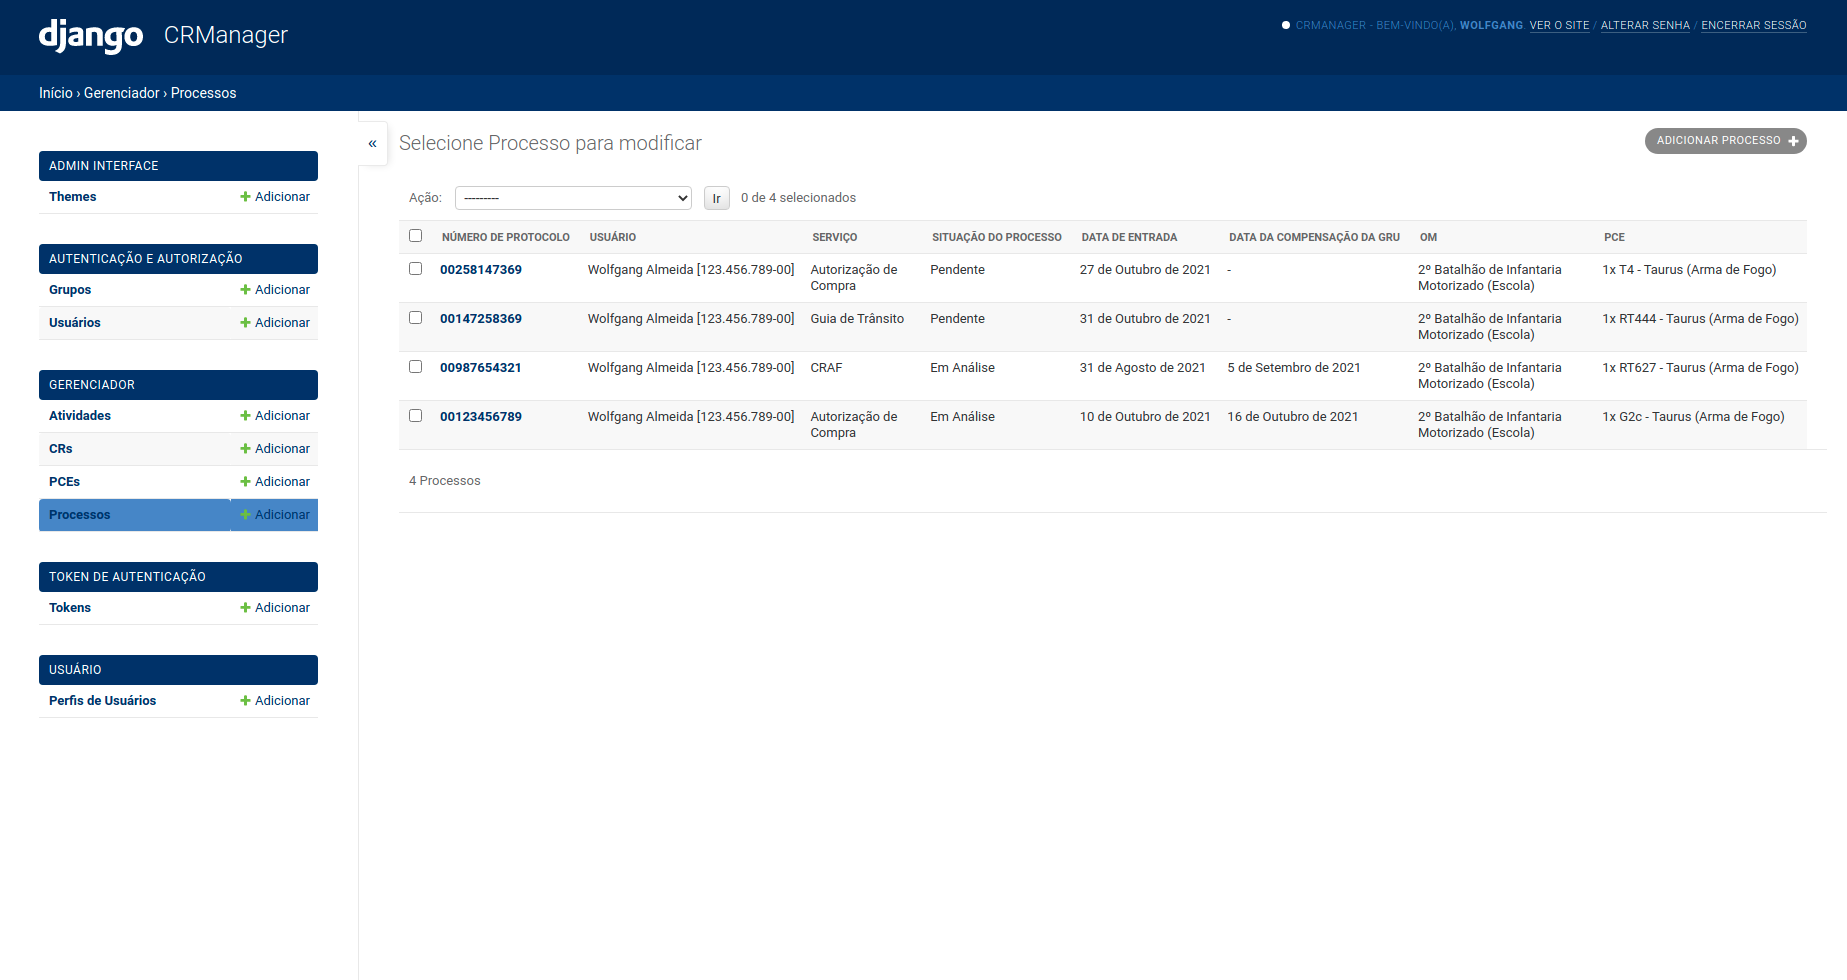 django CRManager
CRMANAGER - BEM-VINDO(A), WOLFGANG. VER O SITE / ALTERAR SENHA / ENCERRAR SESSÃO
Início › Gerenciador › Processos
ADMIN INTERFACE
Themes Adicionar
AUTENTICAÇÃO E AUTORIZAÇÃO
Grupos Adicionar
Usuários Adicionar
GERENCIADOR
Atividades Adicionar
CRs Adicionar
PCEs Adicionar
Processos Adicionar
TOKEN DE AUTENTICAÇÃO
Tokens Adicionar
USUÁRIO
Perfis de Usuários Adicionar
«
Selecione Processo para modificar
ADICIONAR PROCESSO
Ação: --------- Ir 0 de 4 selecionados
NÚMERO DE PROTOCOLO USUÁRIO SERVIÇO SITUAÇÃO DO PROCESSO DATA DE ENTRADA DATA DA COMPENSAÇÃO DA GRU OM PCE
00258147369 Wolfgang Almeida [123.456.789-00] Autorização de Pendente 27 de Outubro de 2021 - 2º Batalhão de Infantaria 1x T4 - Taurus (Arma de Fogo)
Compra Motorizado (Escola)
00147258369 Wolfgang Almeida [123.456.789-00] Guia de Trânsito Pendente 31 de Outubro de 2021 - 2º Batalhão de Infantaria 1x RT444 - Taurus (Arma de Fogo)
Motorizado (Escola)
00987654321 Wolfgang Almeida [123.456.789-00] CRAF Em Análise 31 de Agosto de 2021 5 de Setembro de 2021 2º Batalhão de Infantaria 1x RT627 - Taurus (Arma de Fogo)
Motorizado (Escola)
00123456789 Wolfgang Almeida [123.456.789-00] Autorização de Em Análise 10 de Outubro de 2021 16 de Outubro de 2021 2º Batalhão de Infantaria 1x G2c - Taurus (Arma de Fogo)
Compra Motorizado (Escola)
4 Processos